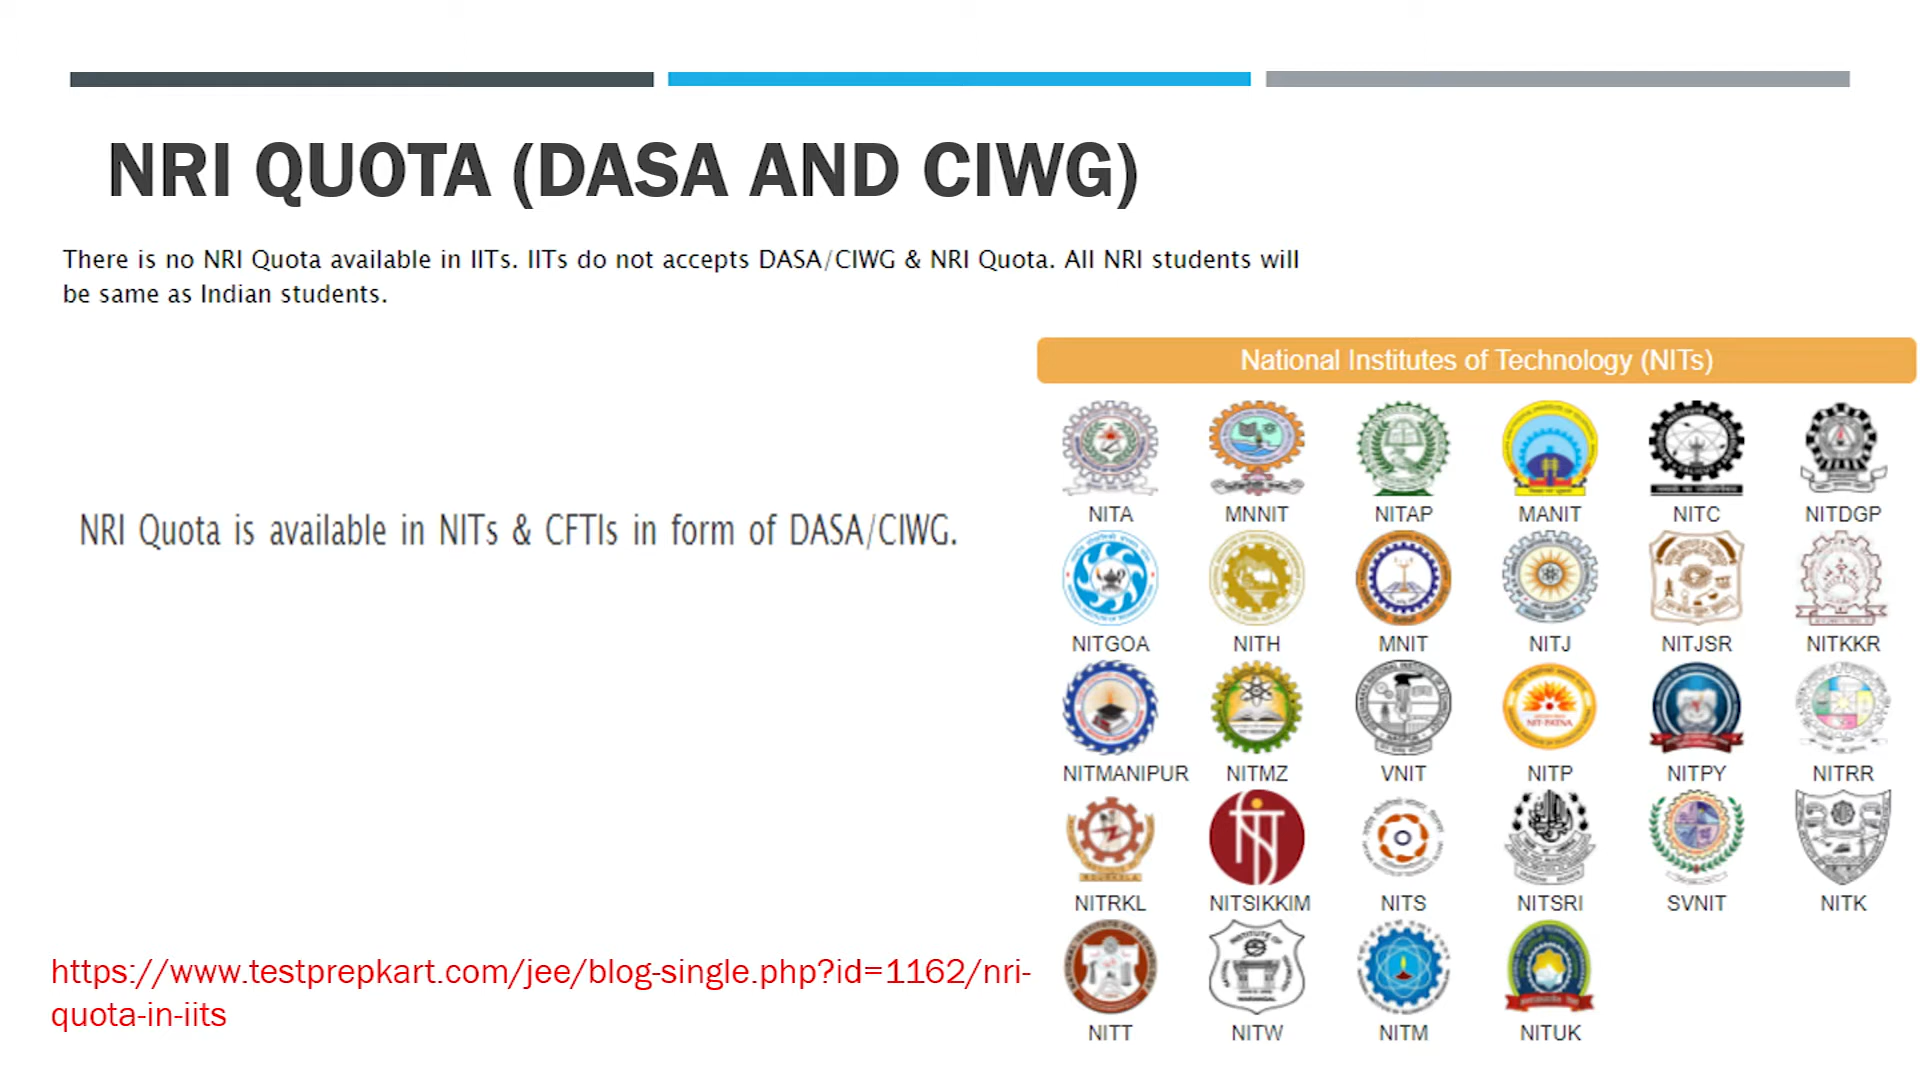 NRI QUOTA (DASA AND CIWG)
There is no NRI Quota available in IITs. IITs do not accepts DASA/CIWG & NRI Quota. All NRI students will
be same as Indian students.
NRI Quota is available in NITs & CFTIs in form of DASA/CIWG.
https://www.testprepkart.com/jee/blog-single.php?id=1162/nri-
quota-in-iits
National Institutes of Technology (NITs)
NITA MNNIT NITAP MANIT NITC NITDGP
NITGOA NITH MNIT NITJ NITJSR NITKKR
NIT-PATNA
NITMANIPUR NITMZ VNIT NITP NITPY NITRR
NITRKL NITSIKKIM NITS NITSRI SVNIT NITK
NITT NITW NITM NITUK